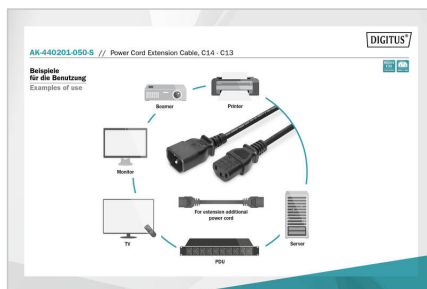 DIGITUS®
AK-440201-050-S // Power Cord Extension Cable, C14 - C13
Beispiele
für die Benutzung
Examples of use
Beamer
Printer
Monitor
For extension additional
power cord
TV
Server
PDU